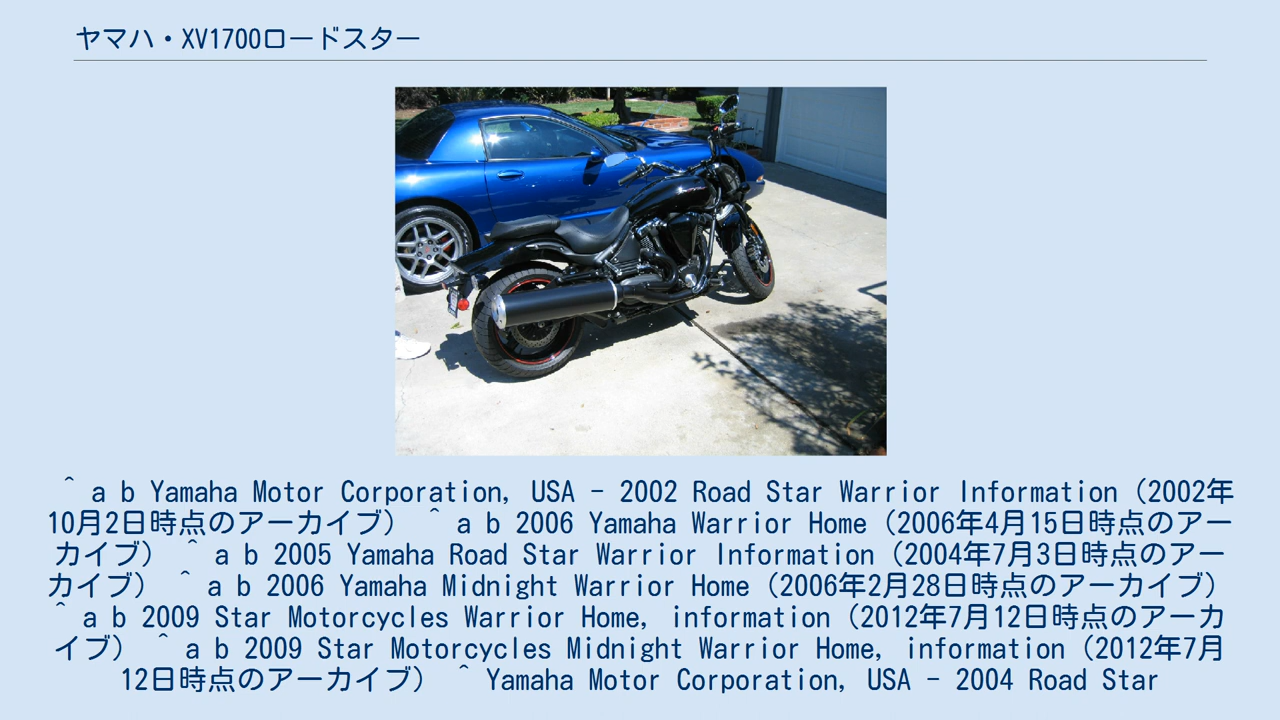 ヤマハ・XV1700ロードスター
^ a b Yamaha Motor Corporation, USA - 2002 Road Star Warrior Information（2002年
10月2日時点のアーカイブ） ^ a b 2006 Yamaha Warrior Home（2006年4月15日時点のアー
カイブ） ^ a b 2005 Yamaha Road Star Warrior Information（2004年7月3日時点のアー
カイブ） ^ a b 2006 Yamaha Midnight Warrior Home（2006年2月28日時点のアーカイブ）
^ a b 2009 Star Motorcycles Warrior Home, information（2012年7月12日時点のアーカ
イブ） ^ a b 2009 Star Motorcycles Midnight Warrior Home, information（2012年7月
12日時点のアーカイブ） ^ Yamaha Motor Corporation, USA - 2004 Road Star